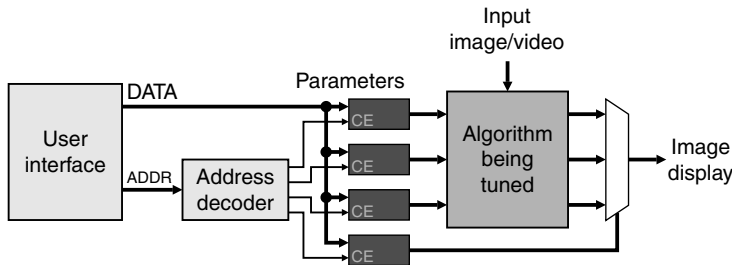 Input
image/video
Parameters
DATA
User
interface
ADDR
Address
decoder
CE
CE
CE
CE
Algorithm
being
tuned
Image
display